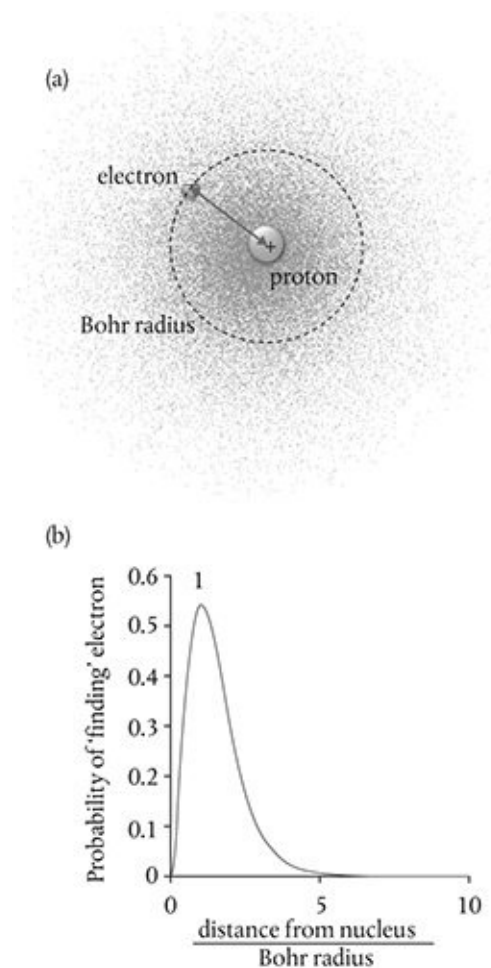 (a)
electron
+
proton
Bohr radius
(b)
1
Probability of 'finding' electron
0.6
0.5
0.4
0.3
0.2
0.1
0
0
5
10
distance from nucleus
Bohr radius